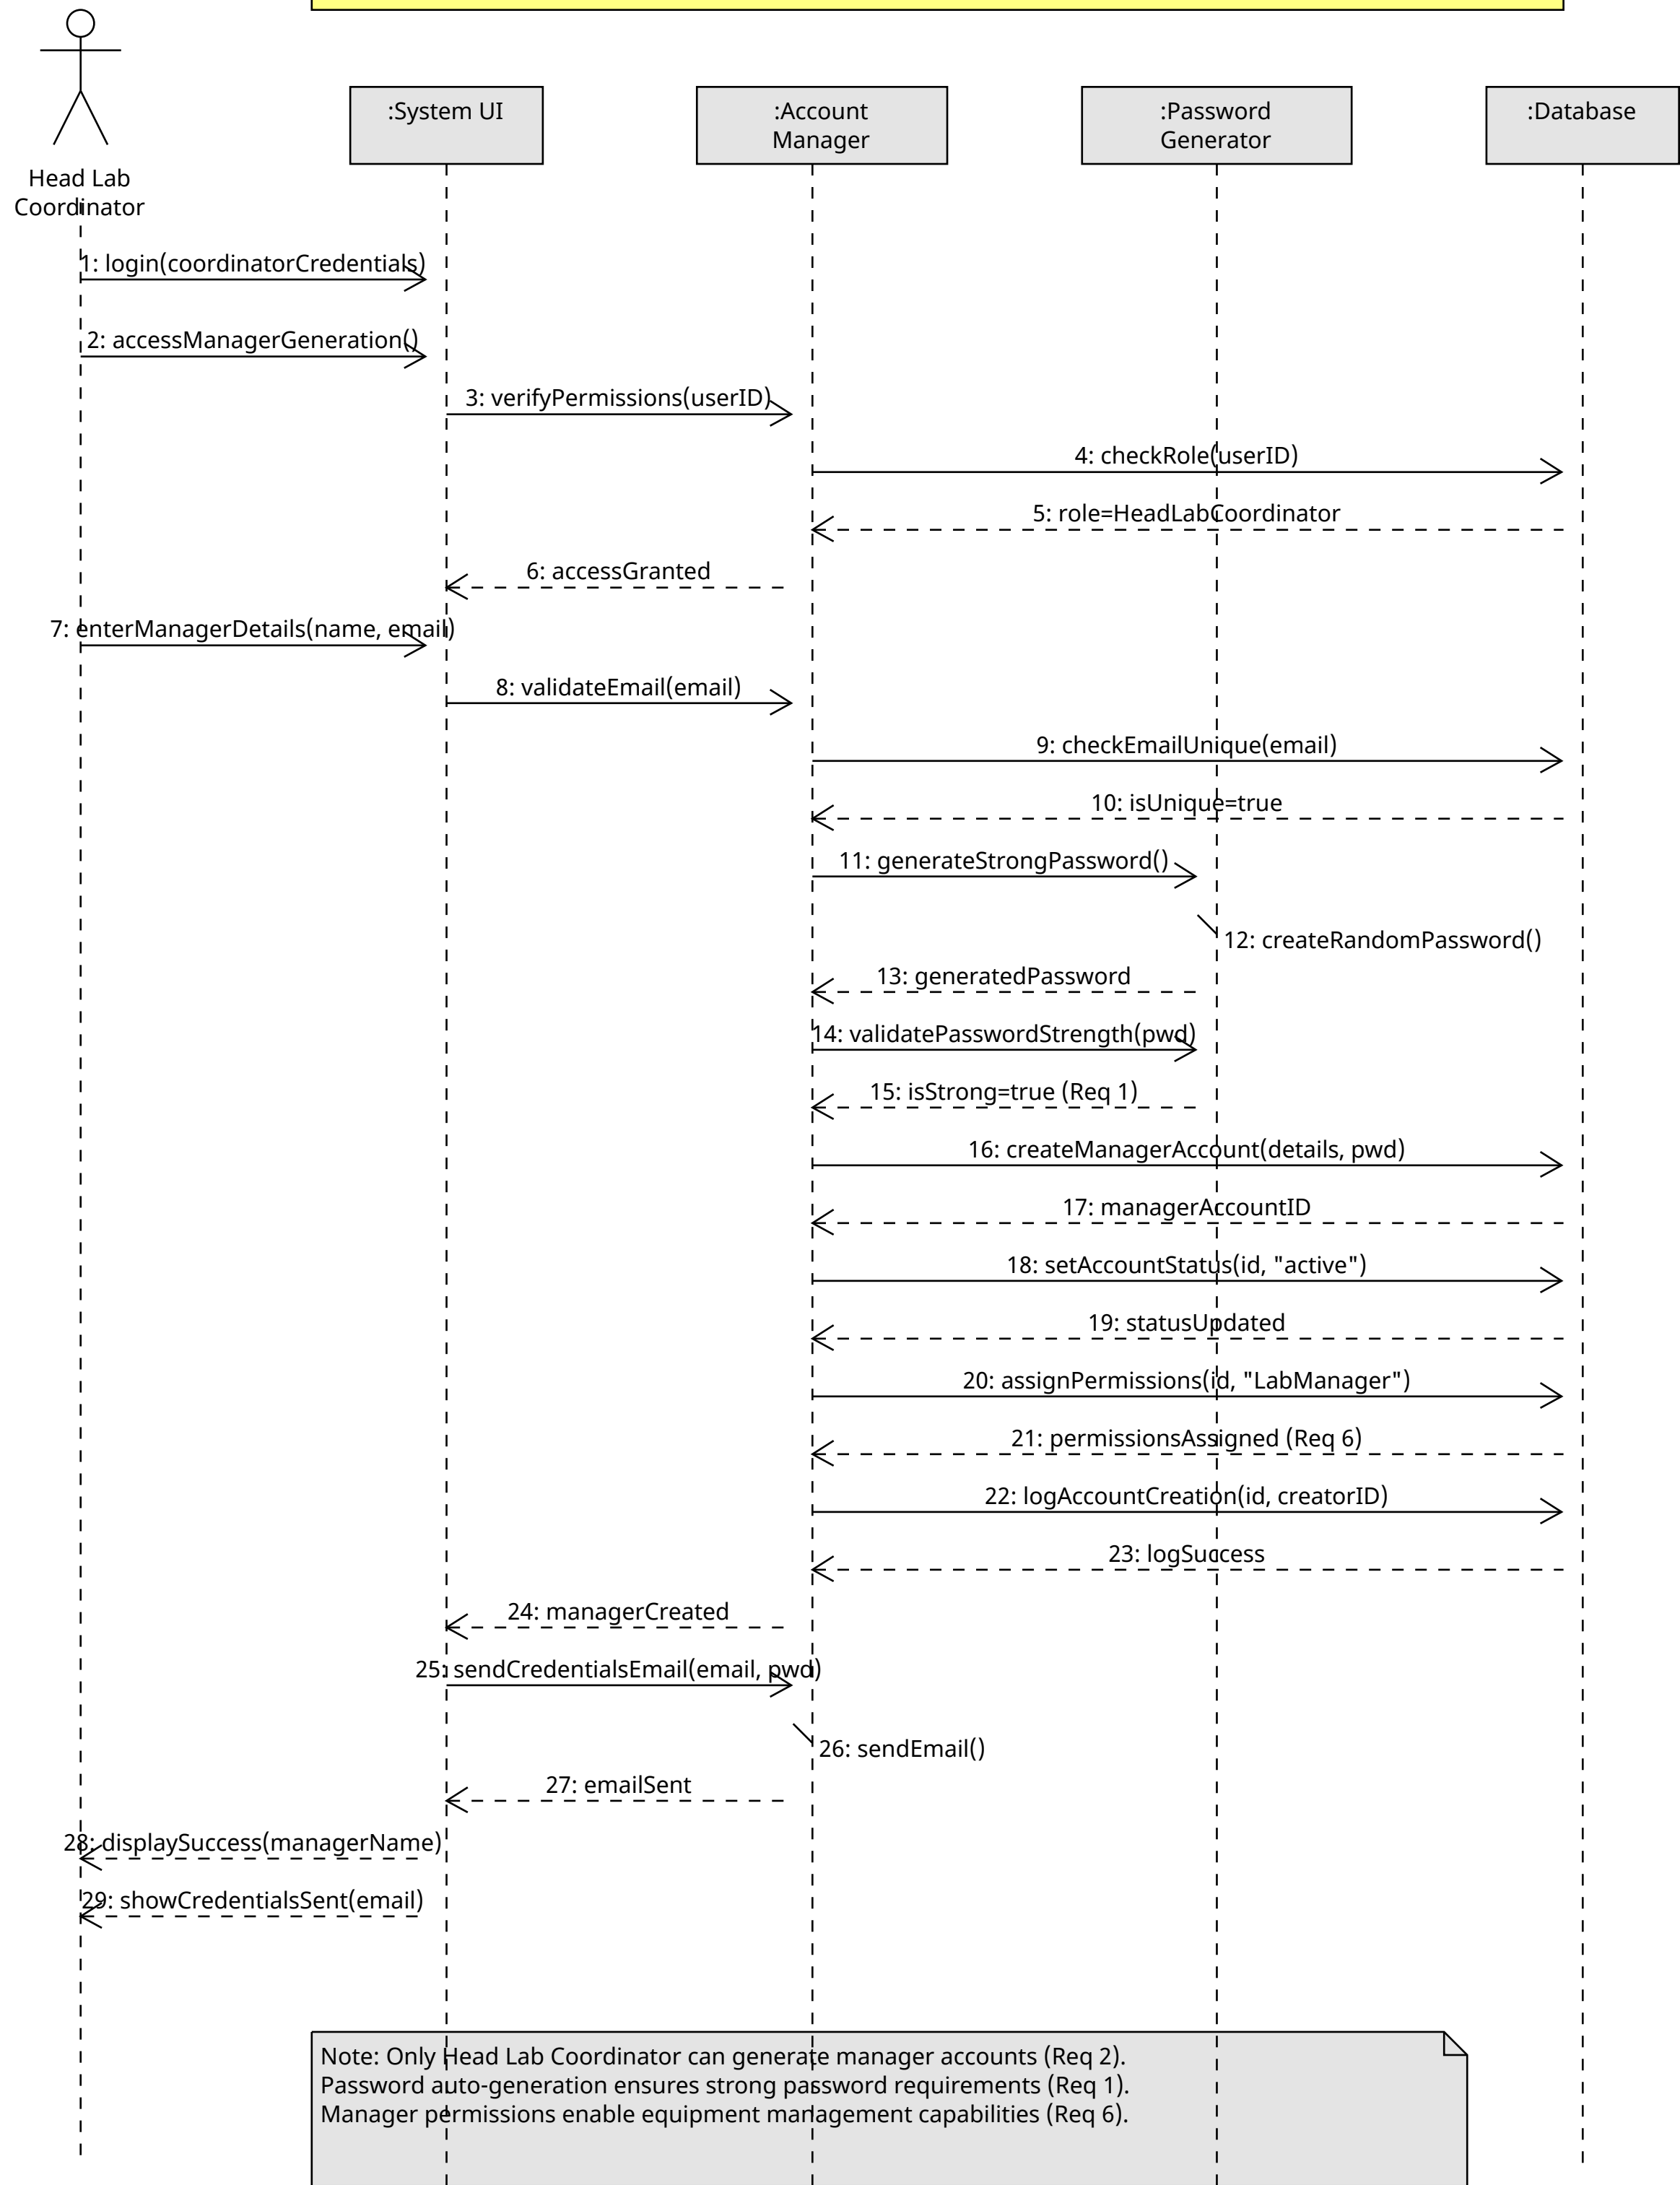 Head Lab
Coordinator
:System UI
:Account
Manager
:Password
Generator
:Database
1: login(coordinatorCredentials)
2: accessManagerGeneration()
3: verifyPermissions(userID)
4: checkRole(userID)
5: role=HeadLabCoordinator
6: accessGranted
7: enterManagerDetails(name, email)
8: validateEmail(email)
9: checkEmailUnique(email)
10: isUnique=true
11: generateStrongPassword()
12: createRandomPassword()
13: generatedPassword
14: validatePasswordStrength(pwd)
15: isStrong=true (Req 1)
16: createManagerAccount(details, pwd)
17: managerAccountID
18: setAccountStatus(id, "active")
19: statusUpdated
20: assignPermissions(id, "LabManager")
21: permissionsAssigned (Req 6)
22: logAccountCreation(id, creatorID)
23: logSuccess
24: managerCreated
25: sendCredentialsEmail(email, pwd)
26: sendEmail()
27: emailSent
28: displaySuccess(managerName)
29: showCredentialsSent(email)
Note: Only Head Lab Coordinator can generate manager accounts (Req 2).
Password auto-generation ensures strong password requirements (Req 1).
Manager permissions enable equipment management capabilities (Req 6).